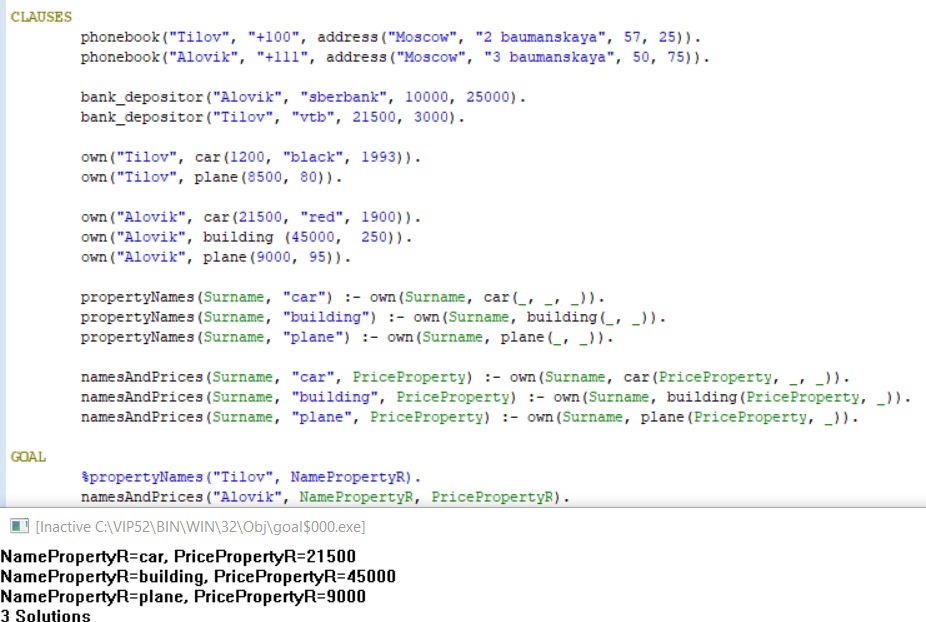 CLAUSES
phonebook("Tilov", "+100", address("Moscow", "2 baumanskaya", 57, 25)).
phonebook("Alovik", "+111", address("Moscow", "3 baumanskaya", 50, 75)).
bank_depositor("Alovik", "sberbank", 10000, 25000).
bank_depositor("Tilov", "vtb", 21500, 3000).
own("Tilov", car(1200, "black", 1993)).
own("Tilov", plane(8500, 80)).
own("Alovik", car(21500, "red", 1900)).
own("Alovik", building (45000,  250)).
own("Alovik", plane(9000, 95)).
propertyNames(Surname, "car") :- own(Surname, car(_, _, _)).
propertyNames(Surname, "building") :- own(Surname, building(_, _)).
propertyNames(Surname, "plane") :- own(Surname, plane(_, _)).
namesAndPrices(Surname, "car", PriceProperty) :- own(Surname, car(PriceProperty, _, _)).
namesAndPrices(Surname, "building", PriceProperty) :- own(Surname, building(PriceProperty, _)).
namesAndPrices(Surname, "plane", PriceProperty) :- own(Surname, plane(PriceProperty, _)).
GOAL
%propertyNames("Tilov", NamePropertyR).
namesAndPrices("Alovik", NamePropertyR, PricePropertyR).
[Inactive C:\VIP52\BIN\WIN\32\Obj\goal$000.exe]
NamePropertyR=car, PricePropertyR=21500
NamePropertyR=building, PricePropertyR=45000
NamePropertyR=plane, PricePropertyR=9000
3 Solutions